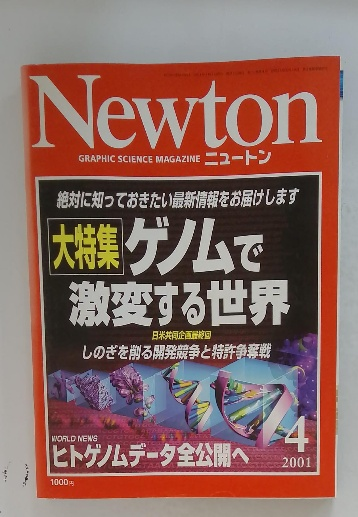 Newton
GRAPHIC SCIENCE MAGAZINE ニュートン
絶対に知っておきたい最新情報をお届けします
大特集 ゲノムで
激変する世界
日米共同企画最終回
しのぎを削る開発競争と特許争奪戦
WORLD NEWS
ヒトゲノムデータ全公開へ
4
2001
1000円